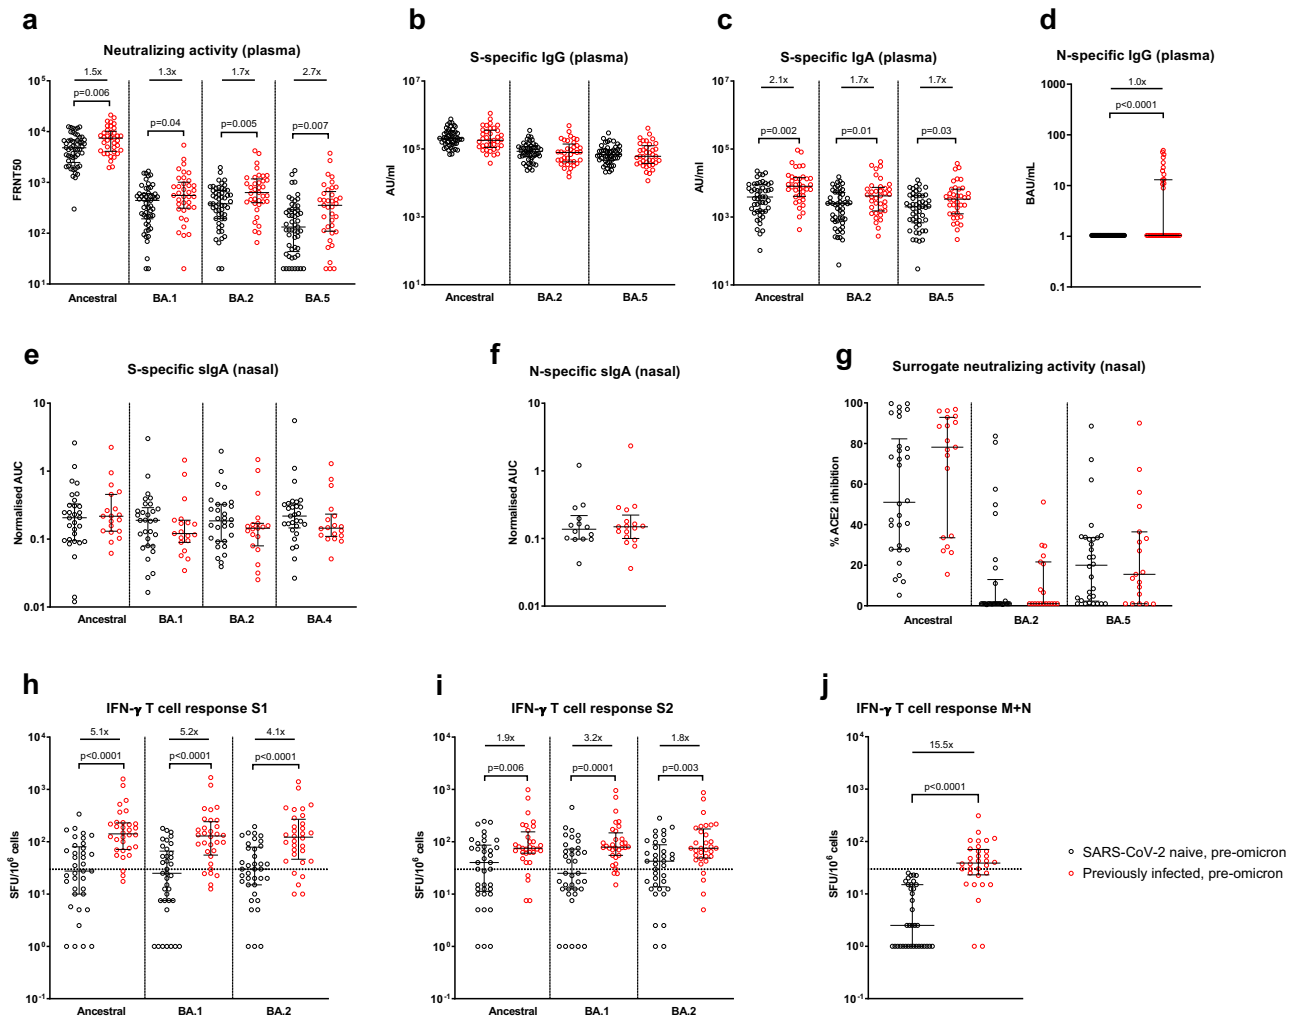 a
Neutralizing activity (plasma)
1.5x 1.3x 1.7x 2.7x
p=0.006 p=0.04 p=0.005 p=0.007
FRNT50
10⁵
10⁴
10³
10²
10¹
Ancestral BA.1 BA.2 BA.5
b
S-specific IgG (plasma)
AU/ml
10⁷
10⁵
10³
10¹
Ancestral BA.2 BA.5
c
S-specific IgA (plasma)
2.1x 1.7x 1.7x
p=0.002 p=0.01 p=0.03
AU/ml
10⁷
10⁵
10³
10¹
Ancestral BA.2 BA.5
d
N-specific IgG (plasma)
1.0x
p<0.0001
BAU/mL
1000
100
10
1
0.1
e
S-specific sIgA (nasal)
Normalised AUC
10
1
0.1
0.01
Ancestral BA.1 BA.2 BA.4
f
N-specific sIgA (nasal)
Normalised AUC
10
1
0.1
0.01
g
Surrogate neutralizing activity (nasal)
% ACE2 inhibition
100
80
60
40
20
0
Ancestral BA.2 BA.5
h
IFN-γ T cell response S1
5.1x 5.2x 4.1x
p<0.0001 p<0.0001 p<0.0001
SFU/10⁶ cells
10⁴
10³
10²
10¹
10⁰
10⁻¹
Ancestral BA.1 BA.2
i
IFN-γ T cell response S2
1.9x 3.2x 1.8x
p=0.006 p=0.0001 p=0.003
SFU/10⁶ cells
10⁴
10³
10²
10¹
10⁰
10⁻¹
Ancestral BA.1 BA.2
j
IFN-γ T cell response M+N
15.5x
p<0.0001
SFU/10⁶ cells
10⁴
10³
10²
10¹
10⁰
10⁻¹
SARS-CoV-2 naive, pre-omicron
Previously infected, pre-omicron